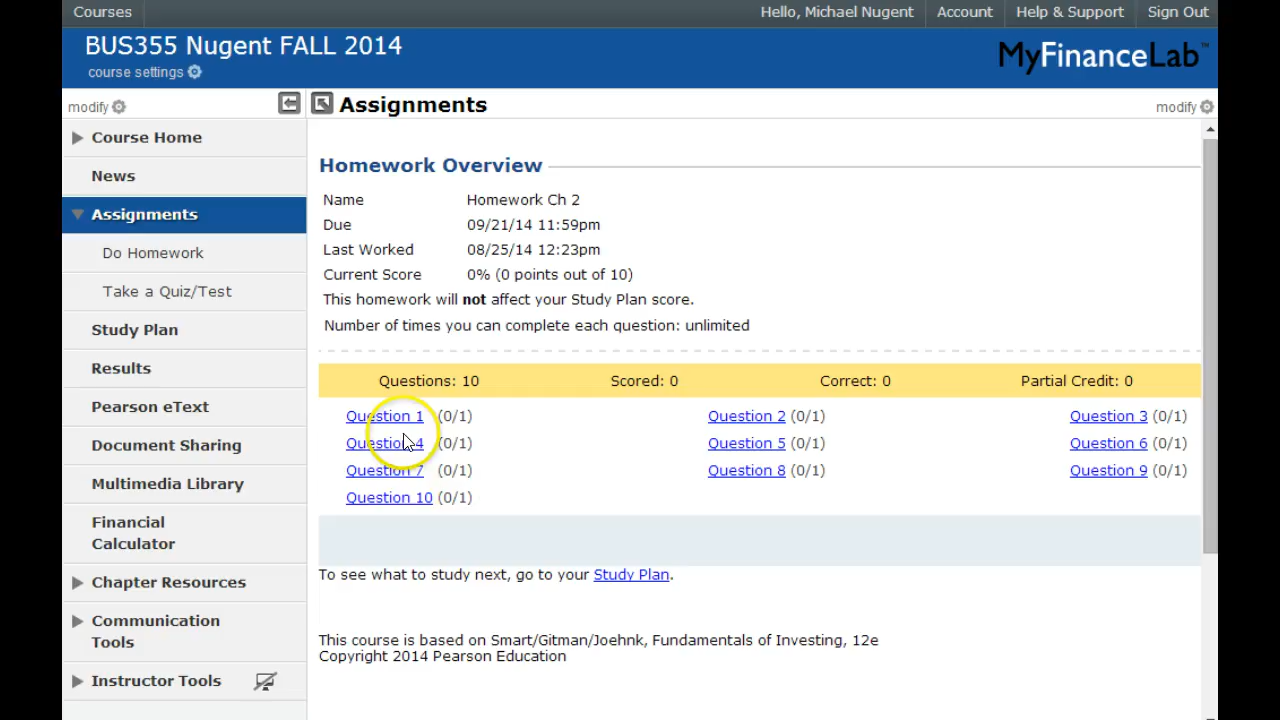 Courses
Hello, Michael Nugent Account Help & Support Sign Out
BUS355 Nugent FALL 2014
course settings
MyFinanceLab™
modify
Assignments
modify
Course Home
News
Assignments
Do Homework
Take a Quiz/Test
Study Plan
Results
Pearson eText
Document Sharing
Multimedia Library
Financial
Calculator
Chapter Resources
Communication
Tools
Instructor Tools
Homework Overview
Name Homework Ch 2
Due 09/21/14 11:59pm
Last Worked 08/25/14 12:23pm
Current Score 0% (0 points out of 10)
This homework will not affect your Study Plan score.
Number of times you can complete each question: unlimited
Questions: 10 Scored: 0 Correct: 0 Partial Credit: 0
Question 1 (0/1) Question 2 (0/1) Question 3 (0/1)
Question 4 (0/1) Question 5 (0/1) Question 6 (0/1)
Question 7 (0/1) Question 8 (0/1) Question 9 (0/1)
Question 10 (0/1)
To see what to study next, go to your Study Plan.
This course is based on Smart/Gitman/Joehnk, Fundamentals of Investing, 12e
Copyright 2014 Pearson Education